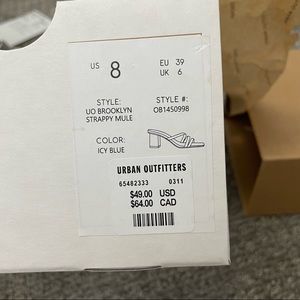 US 8 EU 39
UK 6
STYLE: STYLE #:
UO BROOKLYN OB1450998
STRAPPY MULE
COLOR:
ICY BLUE
URBAN OUTFITTERS
65482333 0311
$49.00 USD
$64.00 CAD